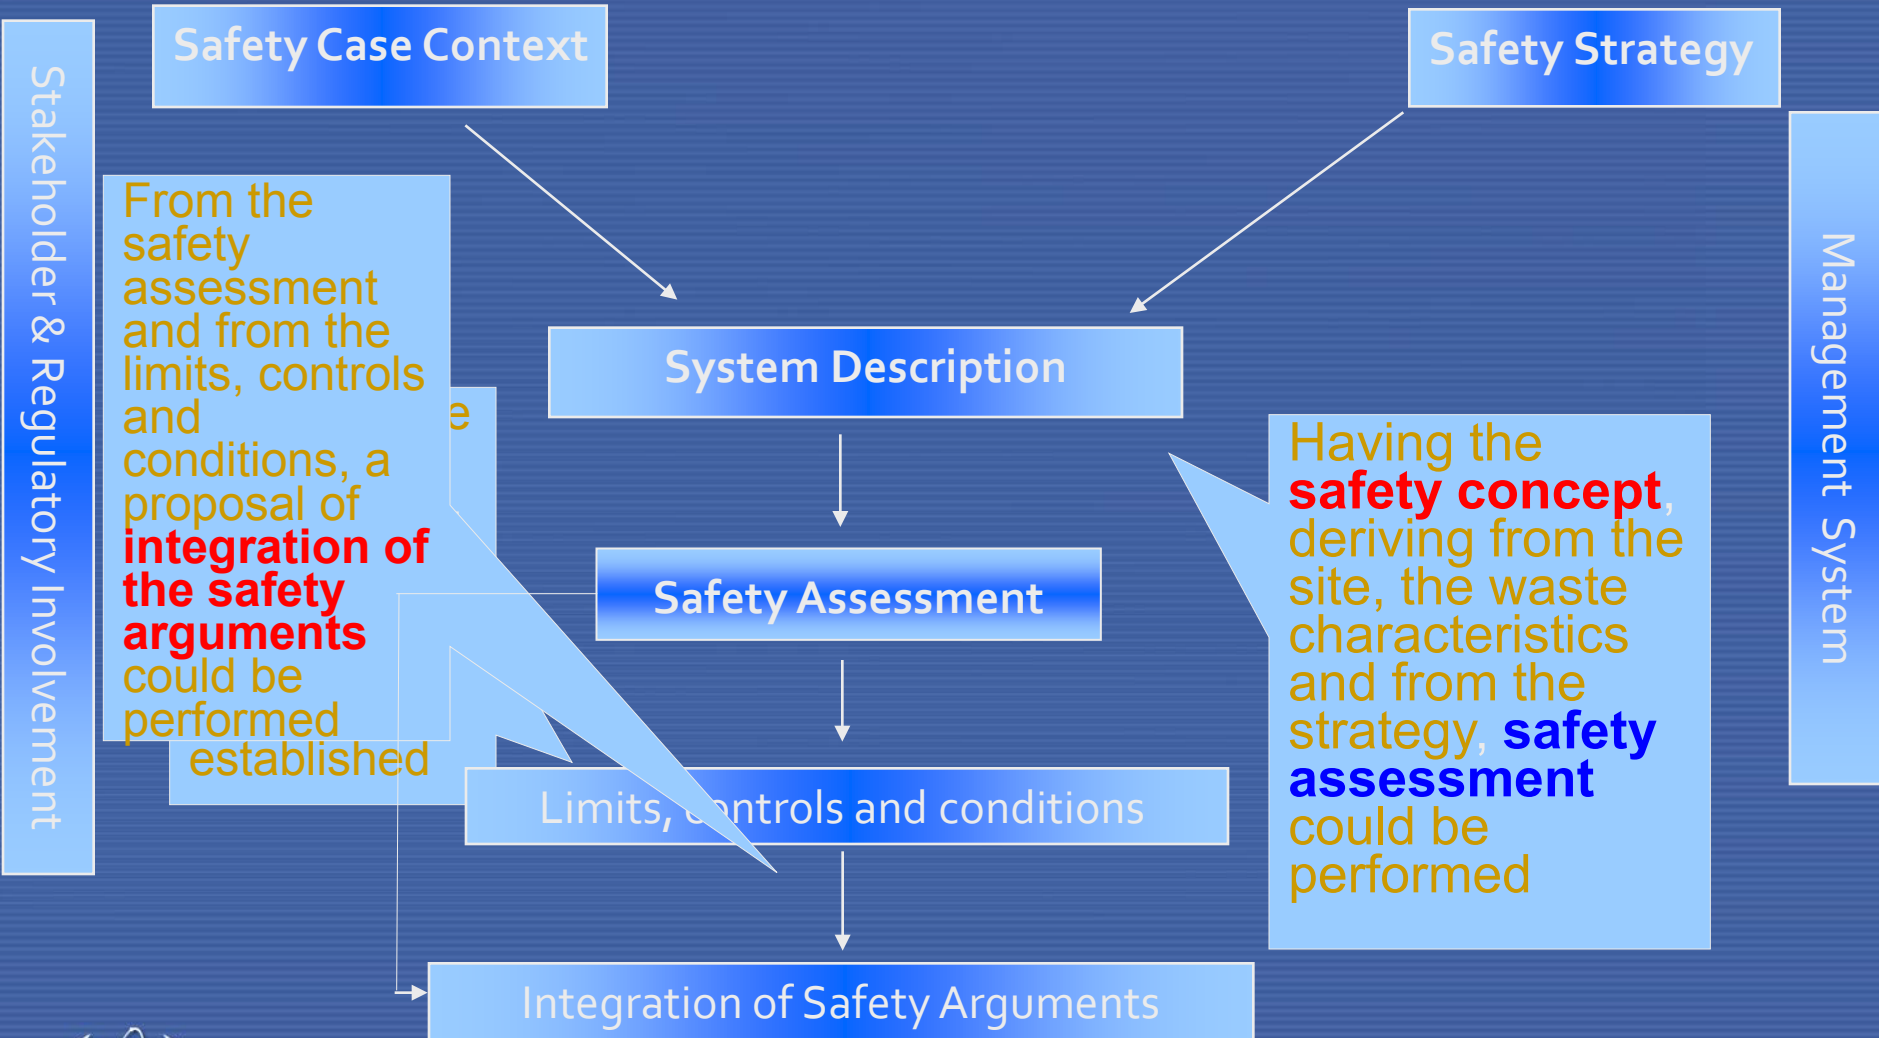 Safety Case Context
Safety Strategy
Stakeholder & Regulatory Involvement
From the
safety
assessment
and from the
limits, controls
and
conditions, a
proposal of
integration of
the safety
arguments
could be
performed
established
System Description
Safety Assessment
Limits, controls and conditions
Integration of Safety Arguments
Having the
safety concept,
deriving from the
site, the waste
characteristics
and from the
strategy, safety
assessment
could be
performed
Management System